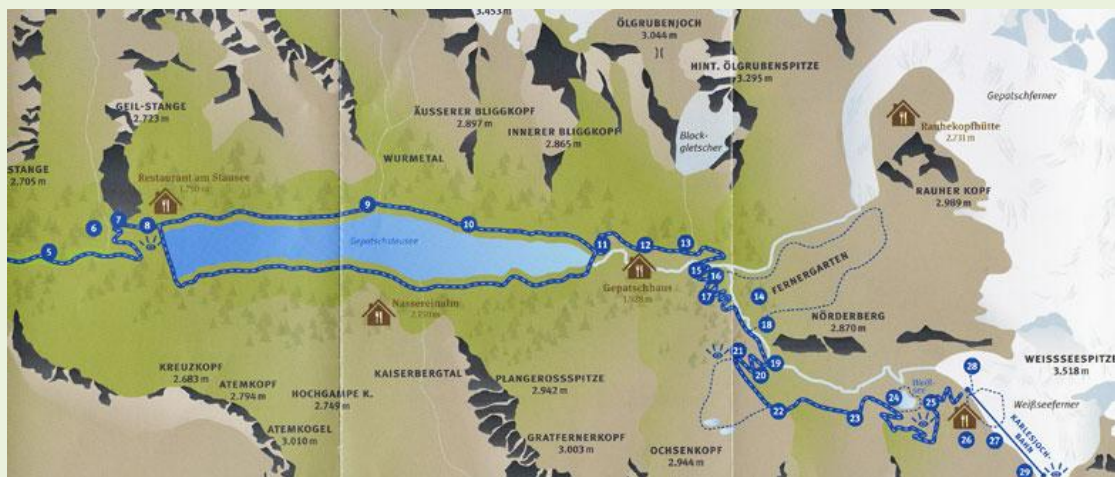 3.453 m
ÖLGRUBENJOCH
3.044 m
HINT. ÖLGRUBENSPITZE
3.295 m
Gepatschferner
GEIL-STANGE
2.723 m
ÄUSSERER BLIGGKOPF
2.897 m
INNERER BLIGGKOPF
2.865 m
Block-
gletscher
Rauhekopfhütte
2.731 m
WURMETAL
STANGE
2.705 m
Restaurant am Stausee
RAUHER KOPF
2.989 m
5
6
7
8
9
10
11
12
13
Gepatschstausee
Gepatschhaus
1.928 m
15
16
17
14
FERNERGARTEN
18
Nassereinalm
NÖRDERBERG
2.870 m
21
19
20
WEISSSEESPITZE
3.518 m
KREUZKOPF
2.683 m
ATEMKOPF
2.794 m
HOCHGAMPE K.
2.749 m
KAISERBERGTAL
PLANGEROSSSPITZE
2.942 m
28
Weiß-
see
24
25
22
23
Weißseeferner
ATEMKOGEL
3.010 m
GRATFERNERKOPF
3.003 m
OCHSENKOPF
2.944 m
26
27
KARLESJOCH-
BAHN
29